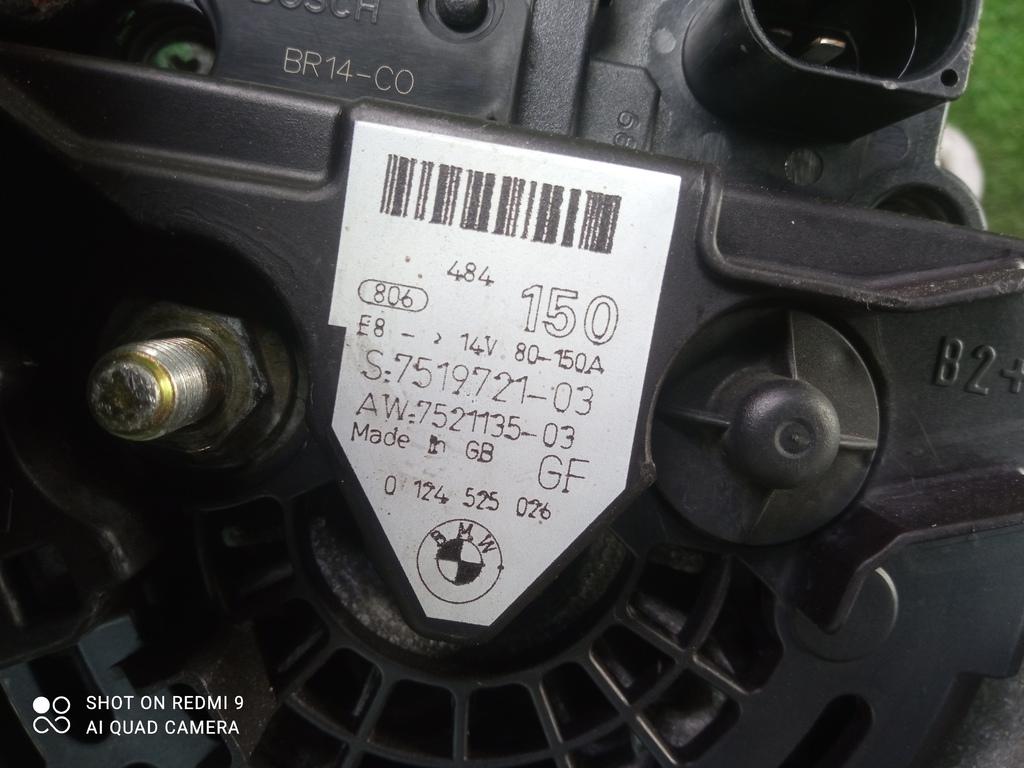 BOSCH
BR14-CO
484
806
150
E8 - > 14V 80-150A
S:7519721-03
AW:7521135-03
Made in GB
GF
0 124 525 026
BMW
B2+
SHOT ON REDMI 9
AI QUAD CAMERA